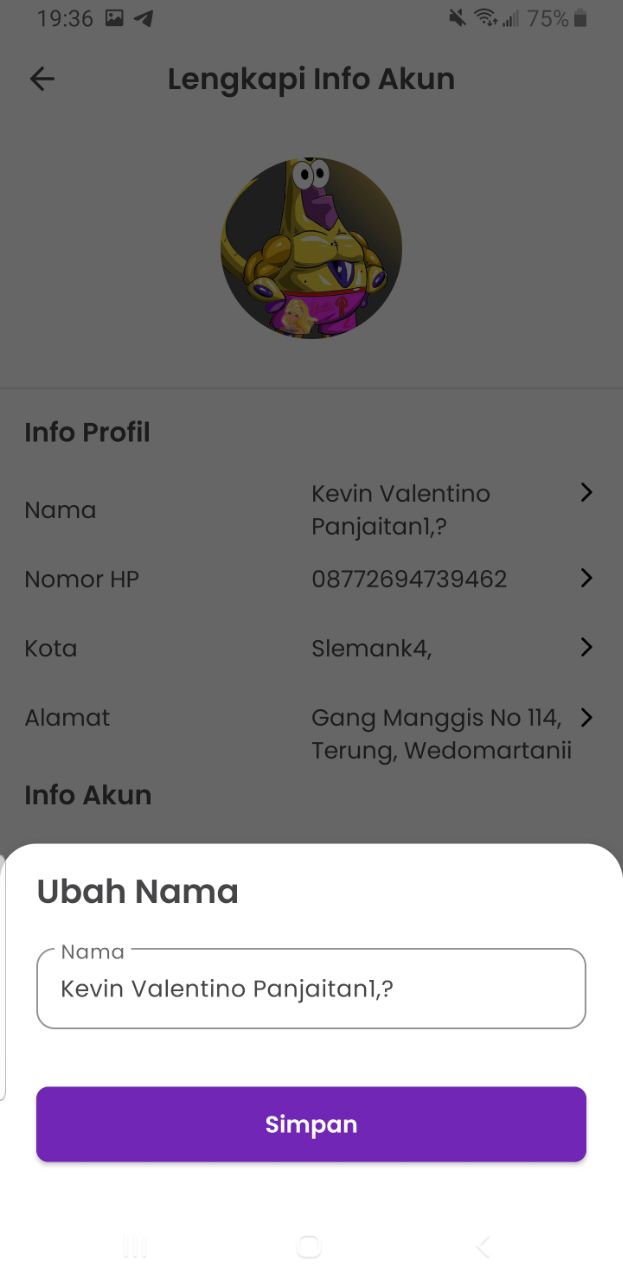 19:36 75%
Lengkapi Info Akun
Info Profil
Nama
Kevin Valentino
Panjaitan1,?
Nomor HP
08772694739462
Kota
Slemank4,
Alamat
Gang Manggis No 114,
Terung, Wedomartanii
Info Akun
Ubah Nama
Nama
Kevin Valentino Panjaitan1,?
Simpan